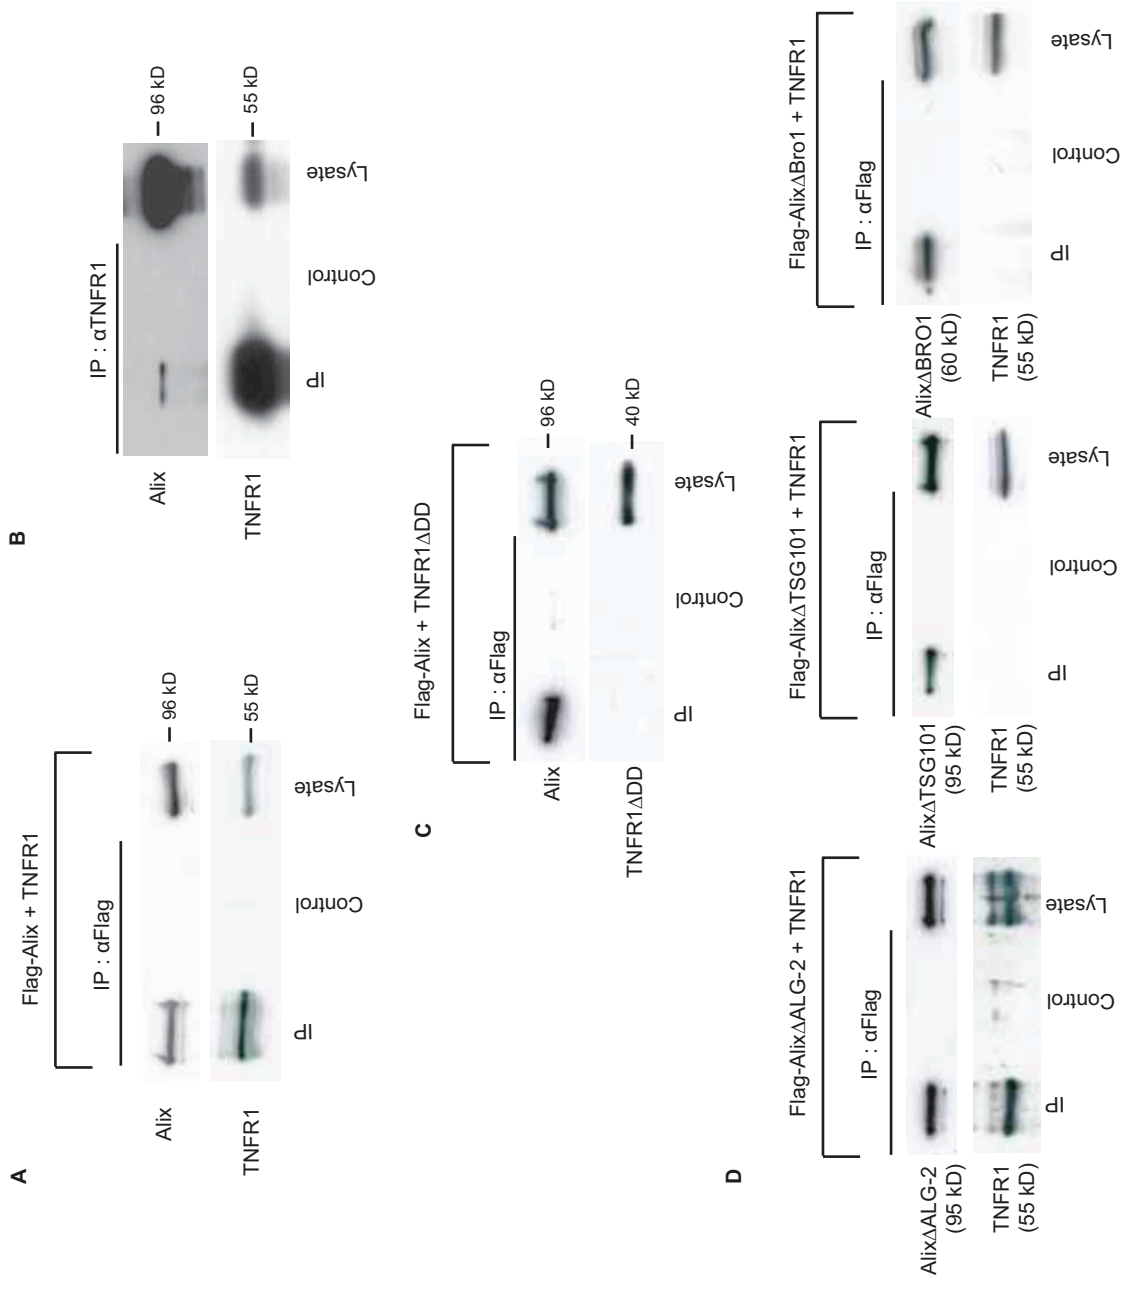 A
Flag-Alix + TNFR1
IP : αFlag
Alix
96 kD
TNFR1
55 kD
IP
Control
Lysate
B
IP : αTNFR1
Alix
96 kD
TNFR1
55 kD
IP
Control
Lysate
C
Flag-Alix + TNFR1ΔDD
IP : αFlag
Alix
96 kD
TNFR1ΔDD
40 kD
IP
Control
Lysate
D
Flag-AlixΔALG-2 + TNFR1
IP : αFlag
AlixΔALG-2
(95 kD)
TNFR1
(55 kD)
IP
Control
Lysate
Flag-AlixΔTSG101 + TNFR1
IP : αFlag
AlixΔTSG101
(95 kD)
TNFR1
(55 kD)
IP
Control
Lysate
Flag-AlixΔBro1 + TNFR1
IP : αFlag
AlixΔBRO1
(60 kD)
TNFR1
(55 kD)
IP
Control
Lysate